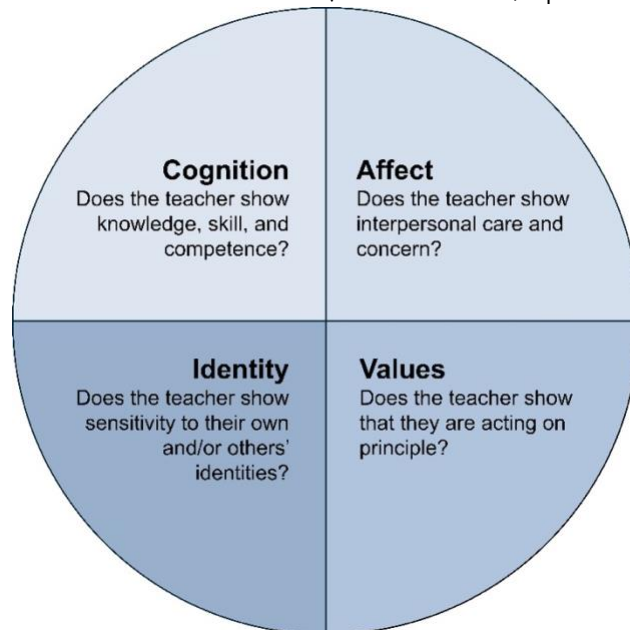 Cognition
Does the teacher show
knowledge, skill, and
competence?
Affect
Does the teacher show
interpersonal care and
concern?
Identity
Does the teacher show
sensitivity to their own
and/or others'
identities?
Values
Does the teacher show
that they are acting on
principle?